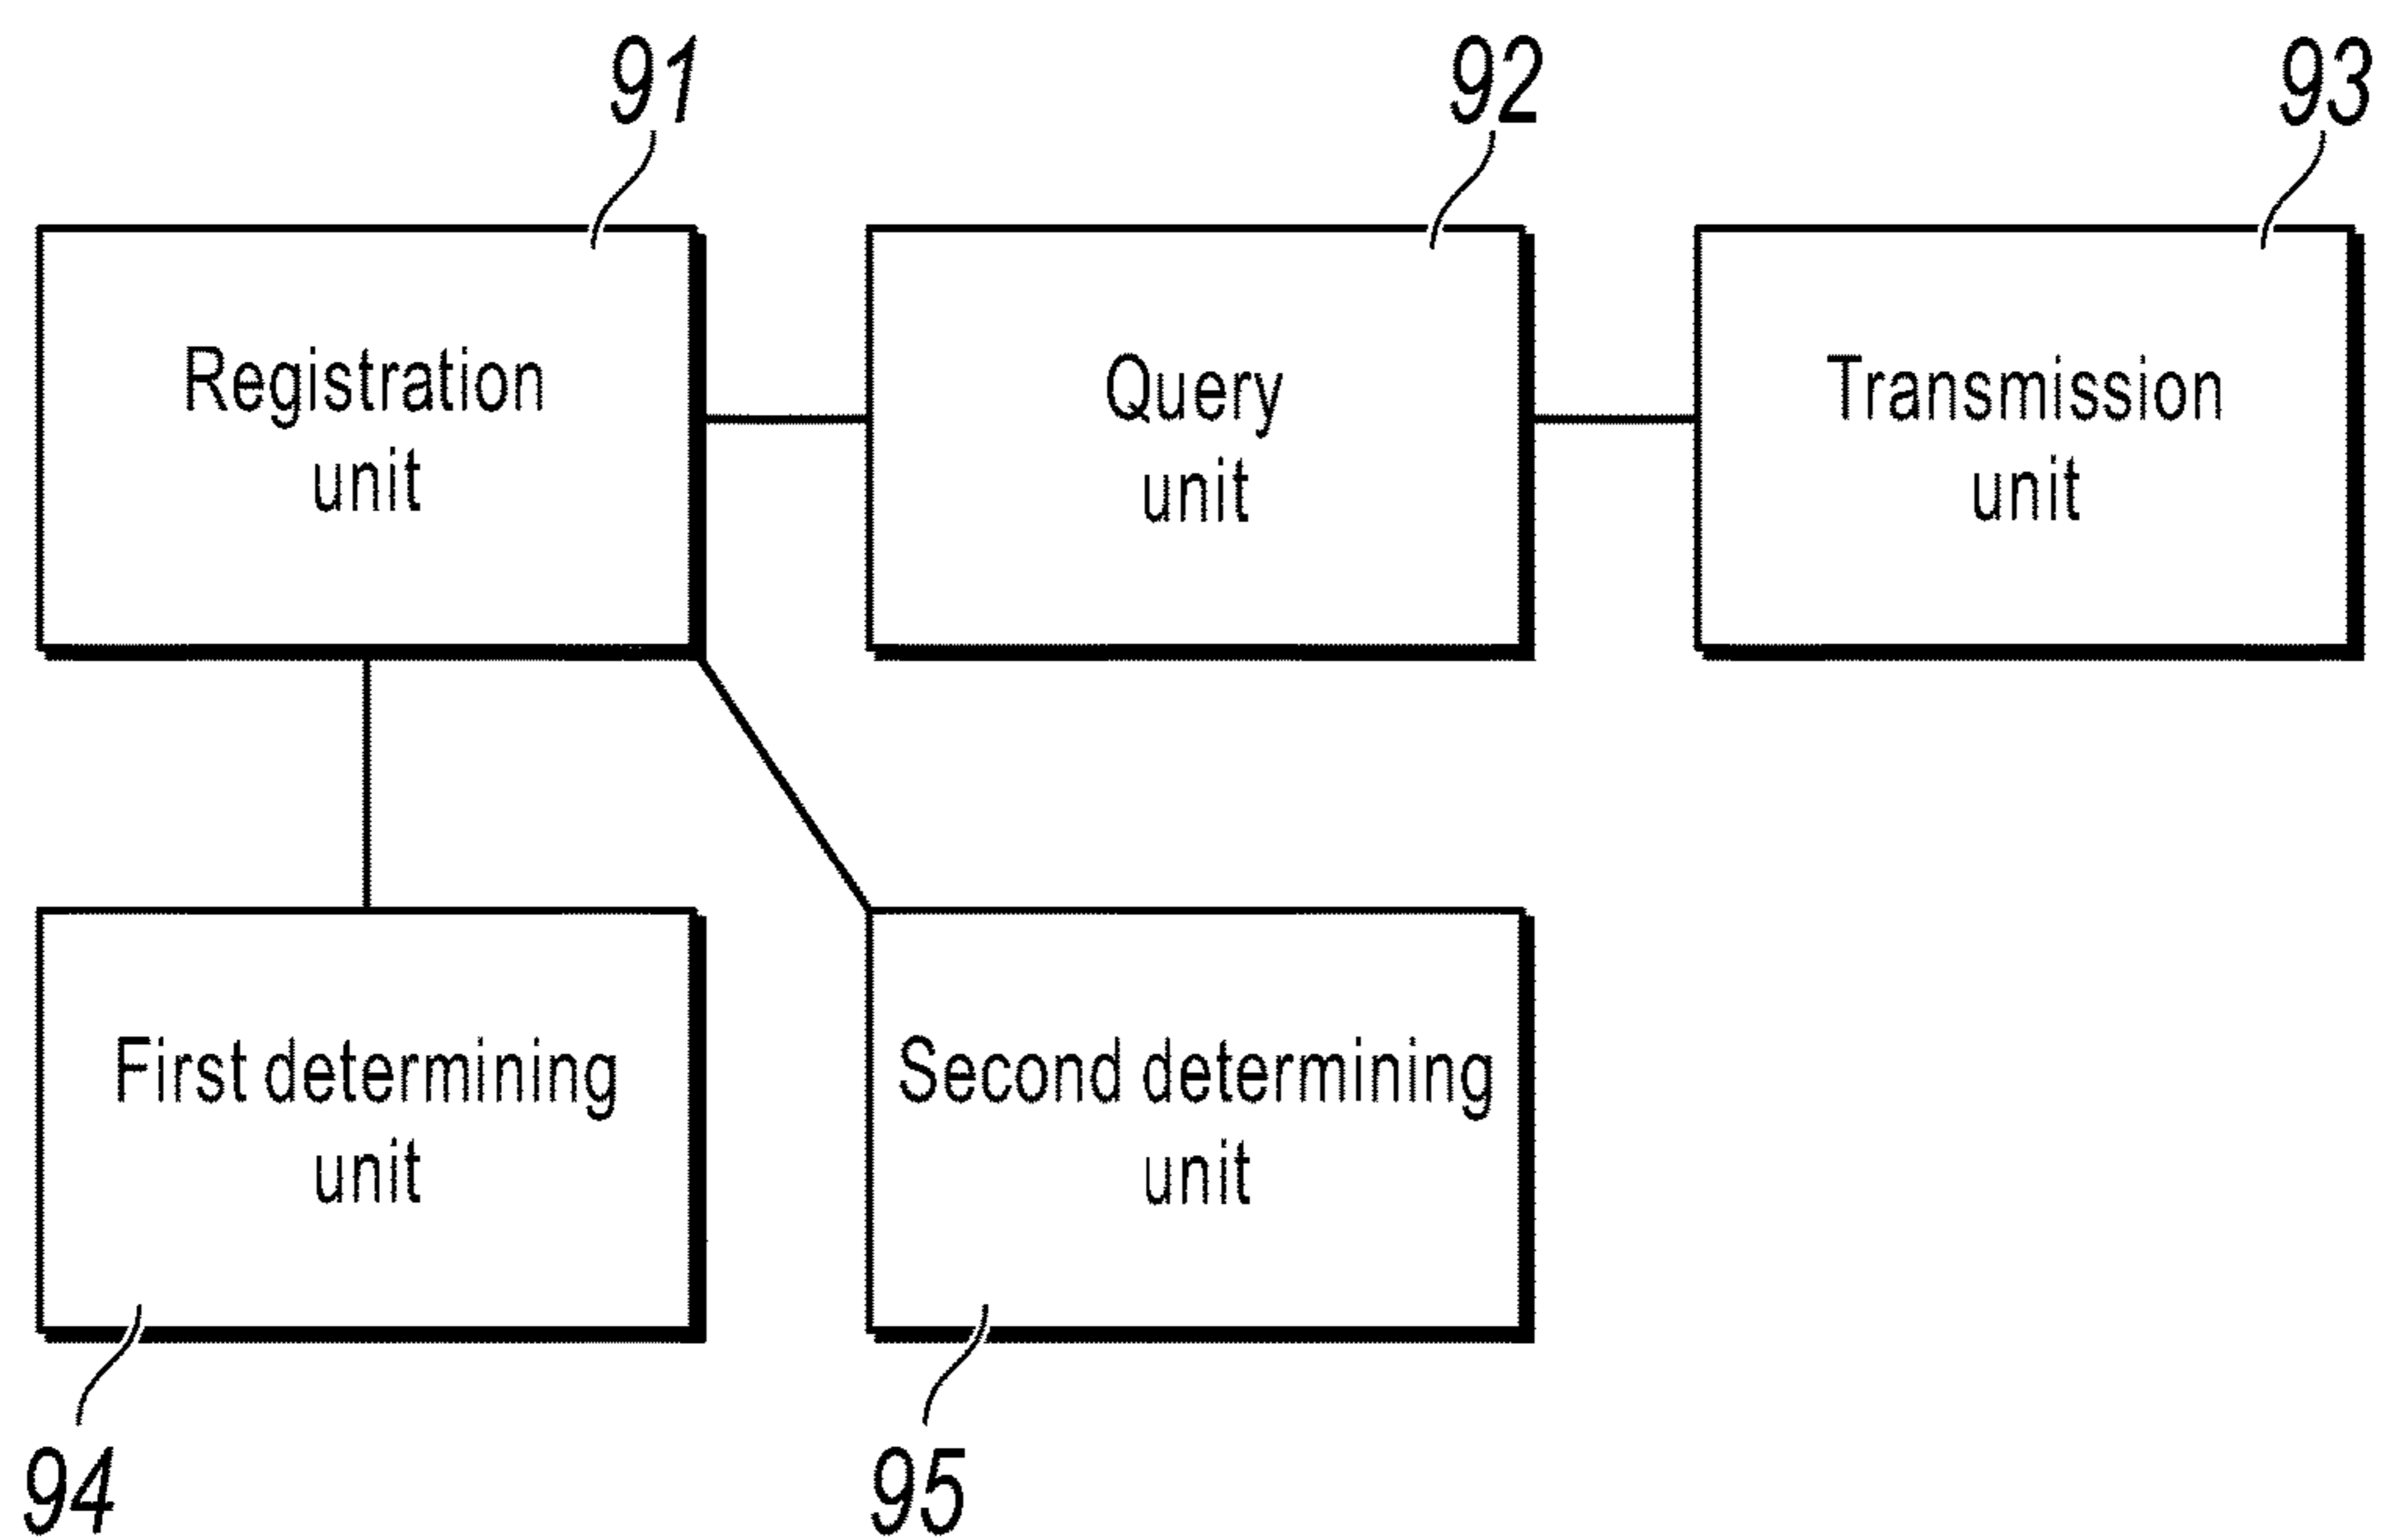 91
92
93
Registration
unit
Query
unit
Transmission
unit
First determining
unit
Second determining
unit
94
95